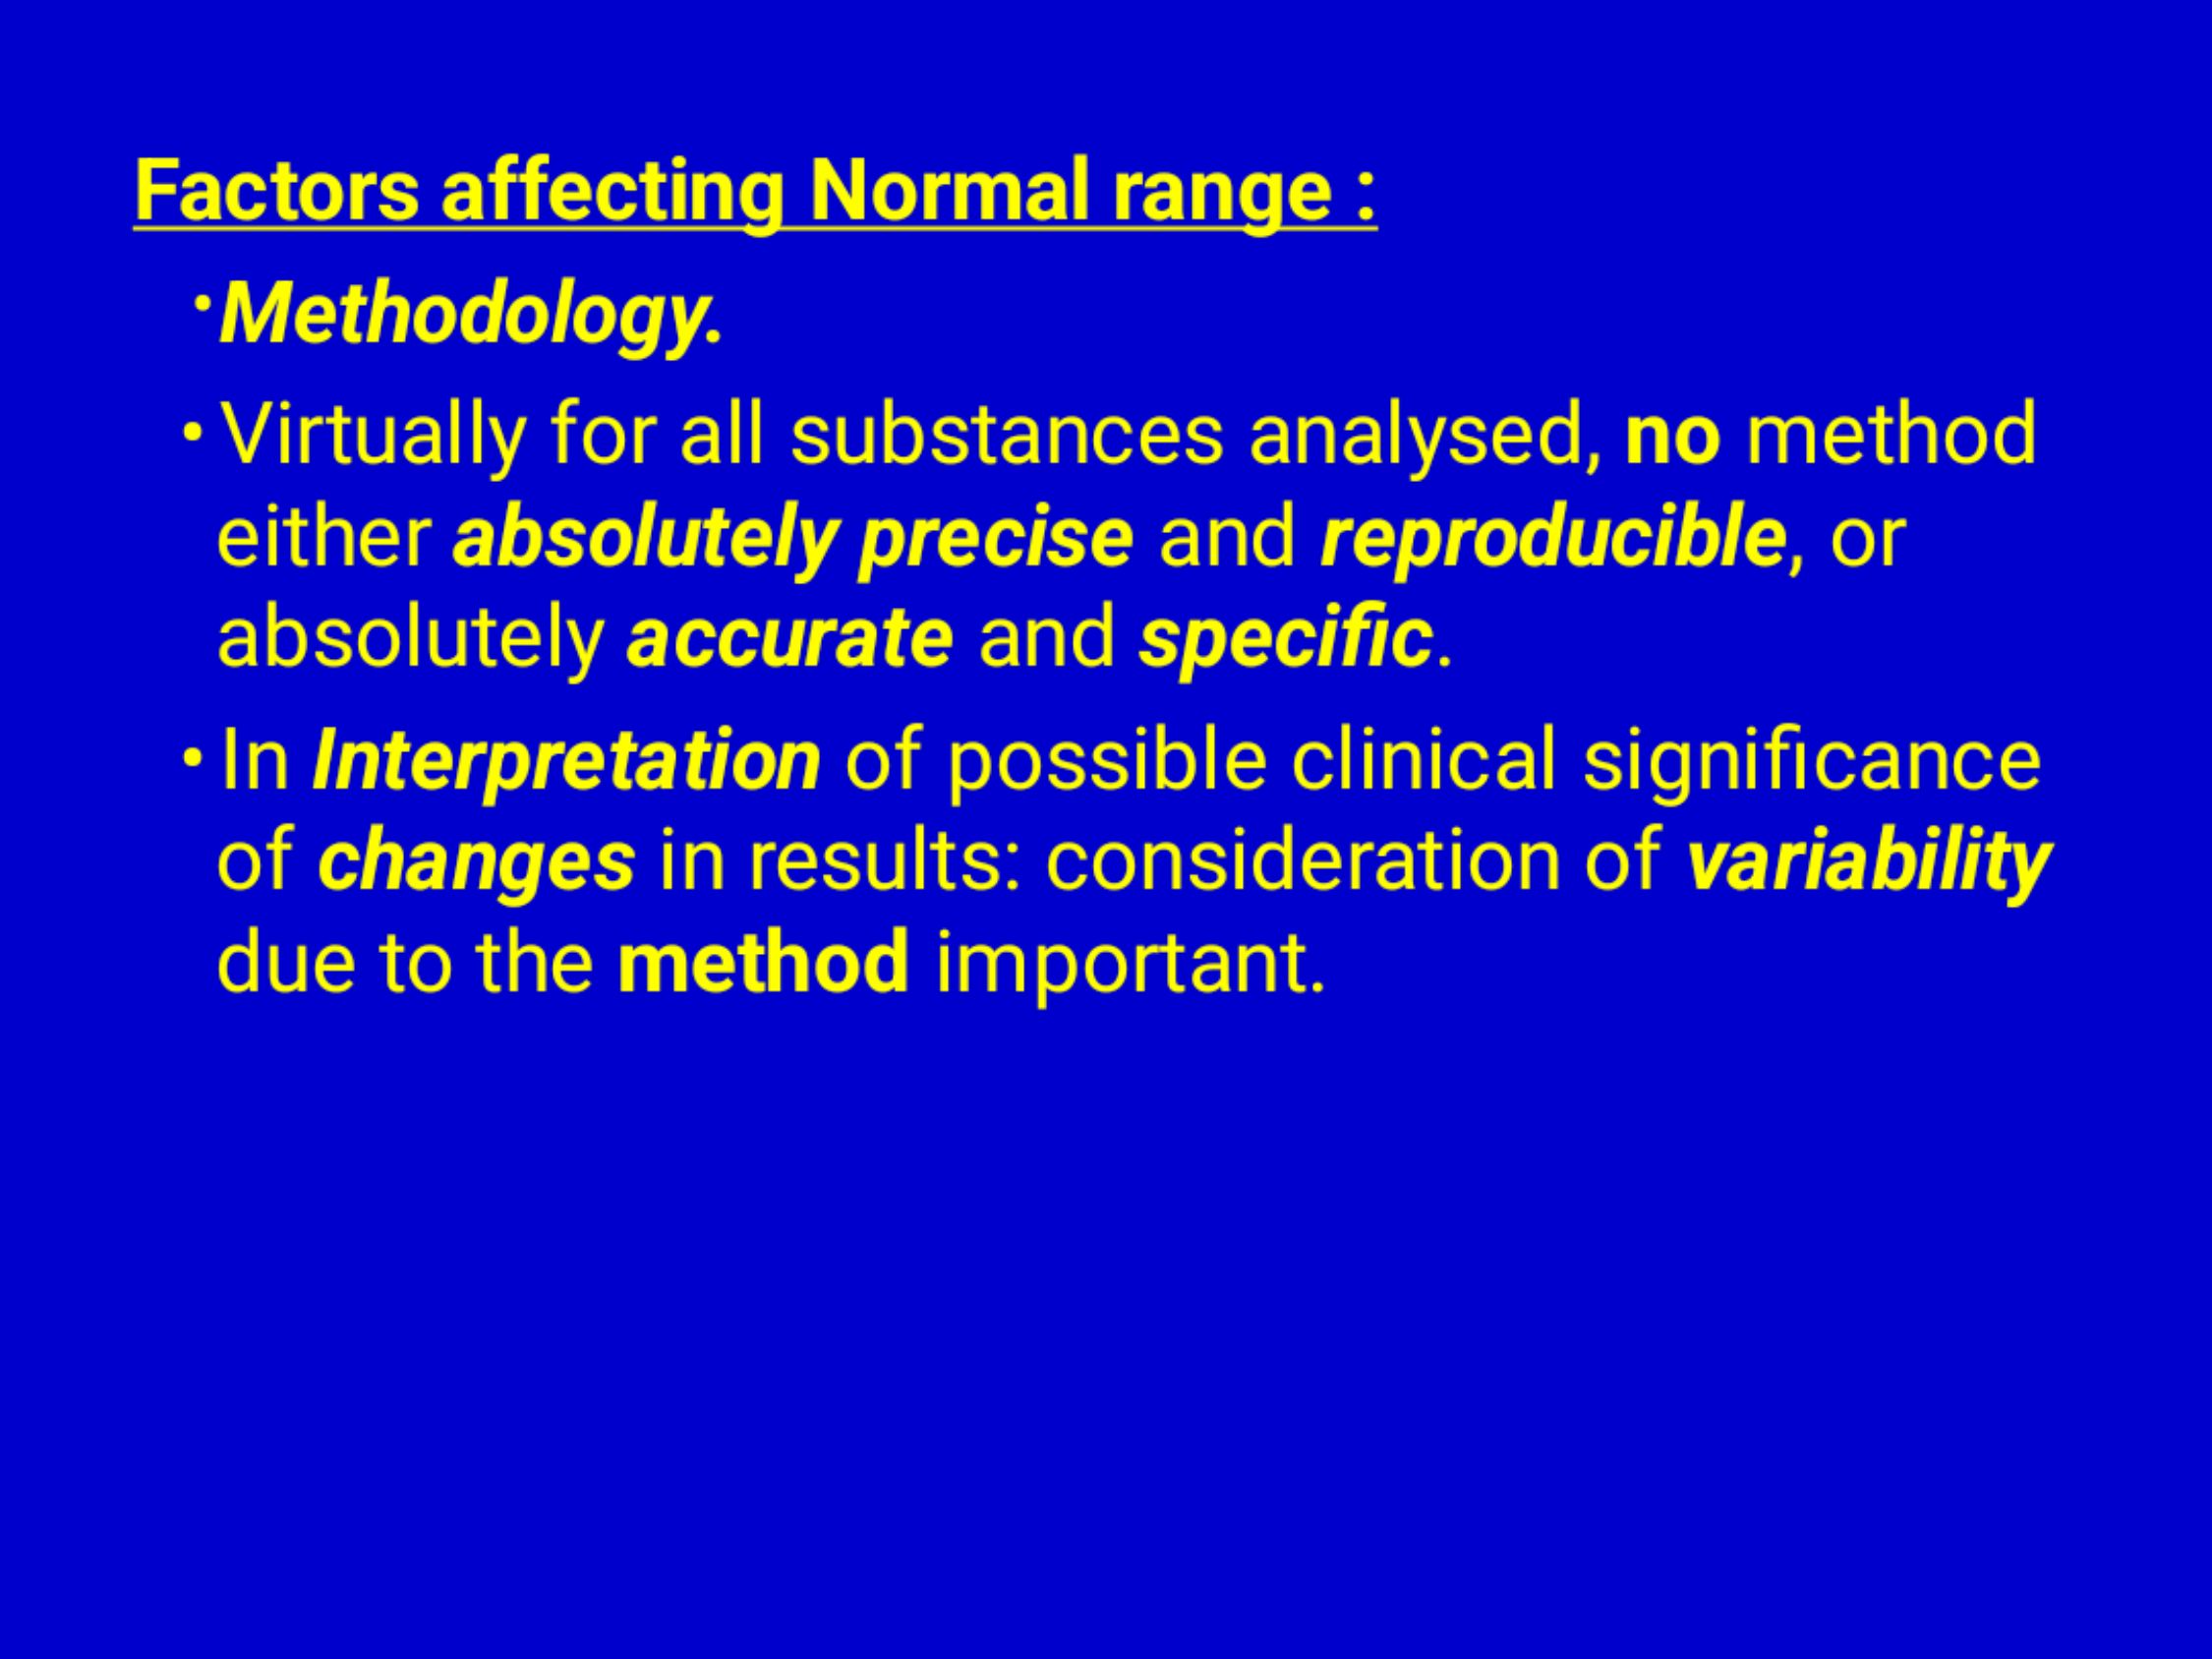 Factors affecting Normal range :
•Methodology.
• Virtually for all substances analysed, no method
either absolutely precise and reproducible, or
absolutely accurate and specific.
• In Interpretation of possible clinical significance
of changes in results: consideration of variability
due to the method important.